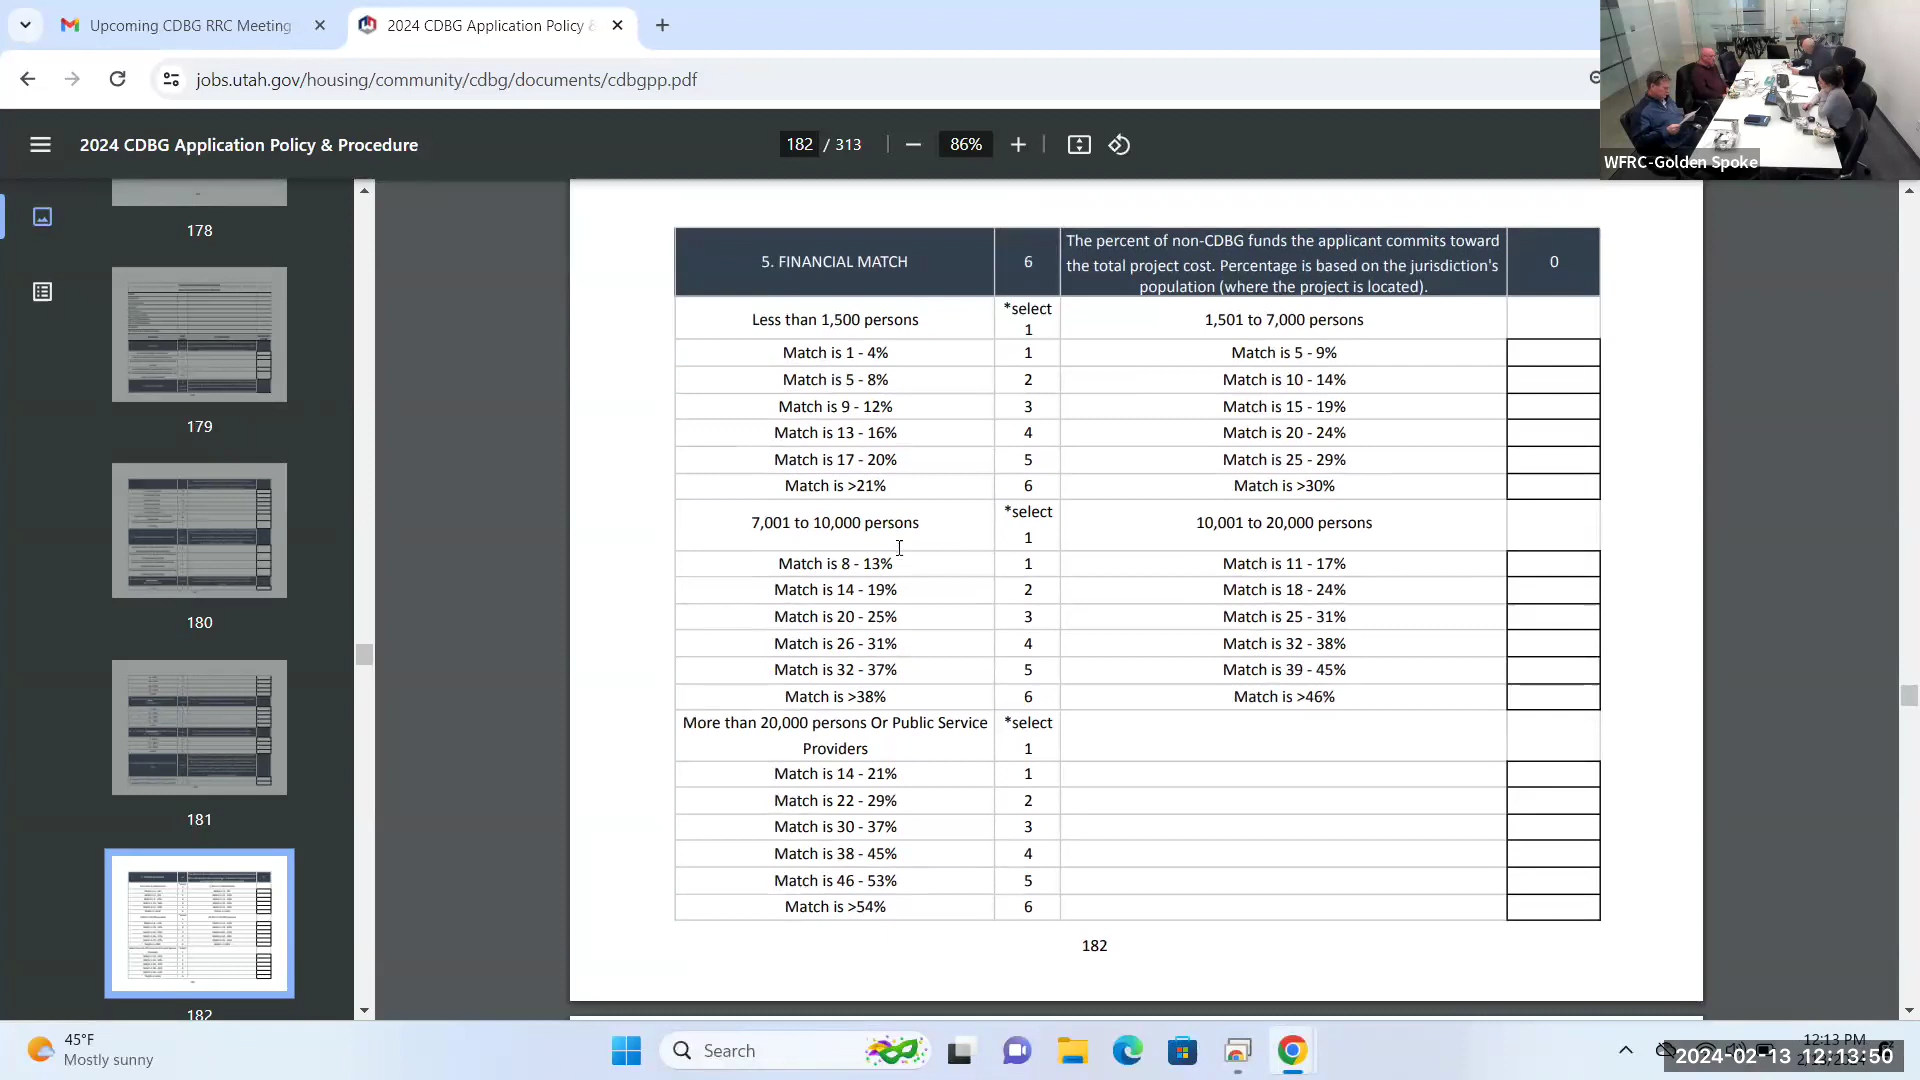 Upcoming CDBG RRC Meeting
2024 CDBG Application Policy &
jobs.utah.gov/housing/community/cdbg/documents/cdbgpp.pdf
WFRC-Golden Spoke
2024 CDBG Application Policy & Procedure
182 / 313
86%
178
179
180
181
182
5. FINANCIAL MATCH
6
The percent of non-CDBG funds the applicant commits toward
the total project cost. Percentage is based on the jurisdiction's
population (where the project is located).
0
Less than 1,500 persons
*select
1
1,501 to 7,000 persons
Match is 1 - 4% 1 Match is 5 - 9%
Match is 5 - 8% 2 Match is 10 - 14%
Match is 9 - 12% 3 Match is 15 - 19%
Match is 13 - 16% 4 Match is 20 - 24%
Match is 17 - 20% 5 Match is 25 - 29%
Match is >21% 6 Match is >30%
7,001 to 10,000 persons
*select
1
10,001 to 20,000 persons
Match is 8 - 13% 1 Match is 11 - 17%
Match is 14 - 19% 2 Match is 18 - 24%
Match is 20 - 25% 3 Match is 25 - 31%
Match is 26 - 31% 4 Match is 32 - 38%
Match is 32 - 37% 5 Match is 39 - 45%
Match is >38% 6 Match is >46%
More than 20,000 persons Or Public Service
Providers
*select
1
Match is 14 - 21% 1
Match is 22 - 29% 2
Match is 30 - 37% 3
Match is 38 - 45% 4
Match is 46 - 53% 5
Match is >54% 6
182
45°F
Mostly sunny
Search
12:13 PM
2024-02-13 12:13:50